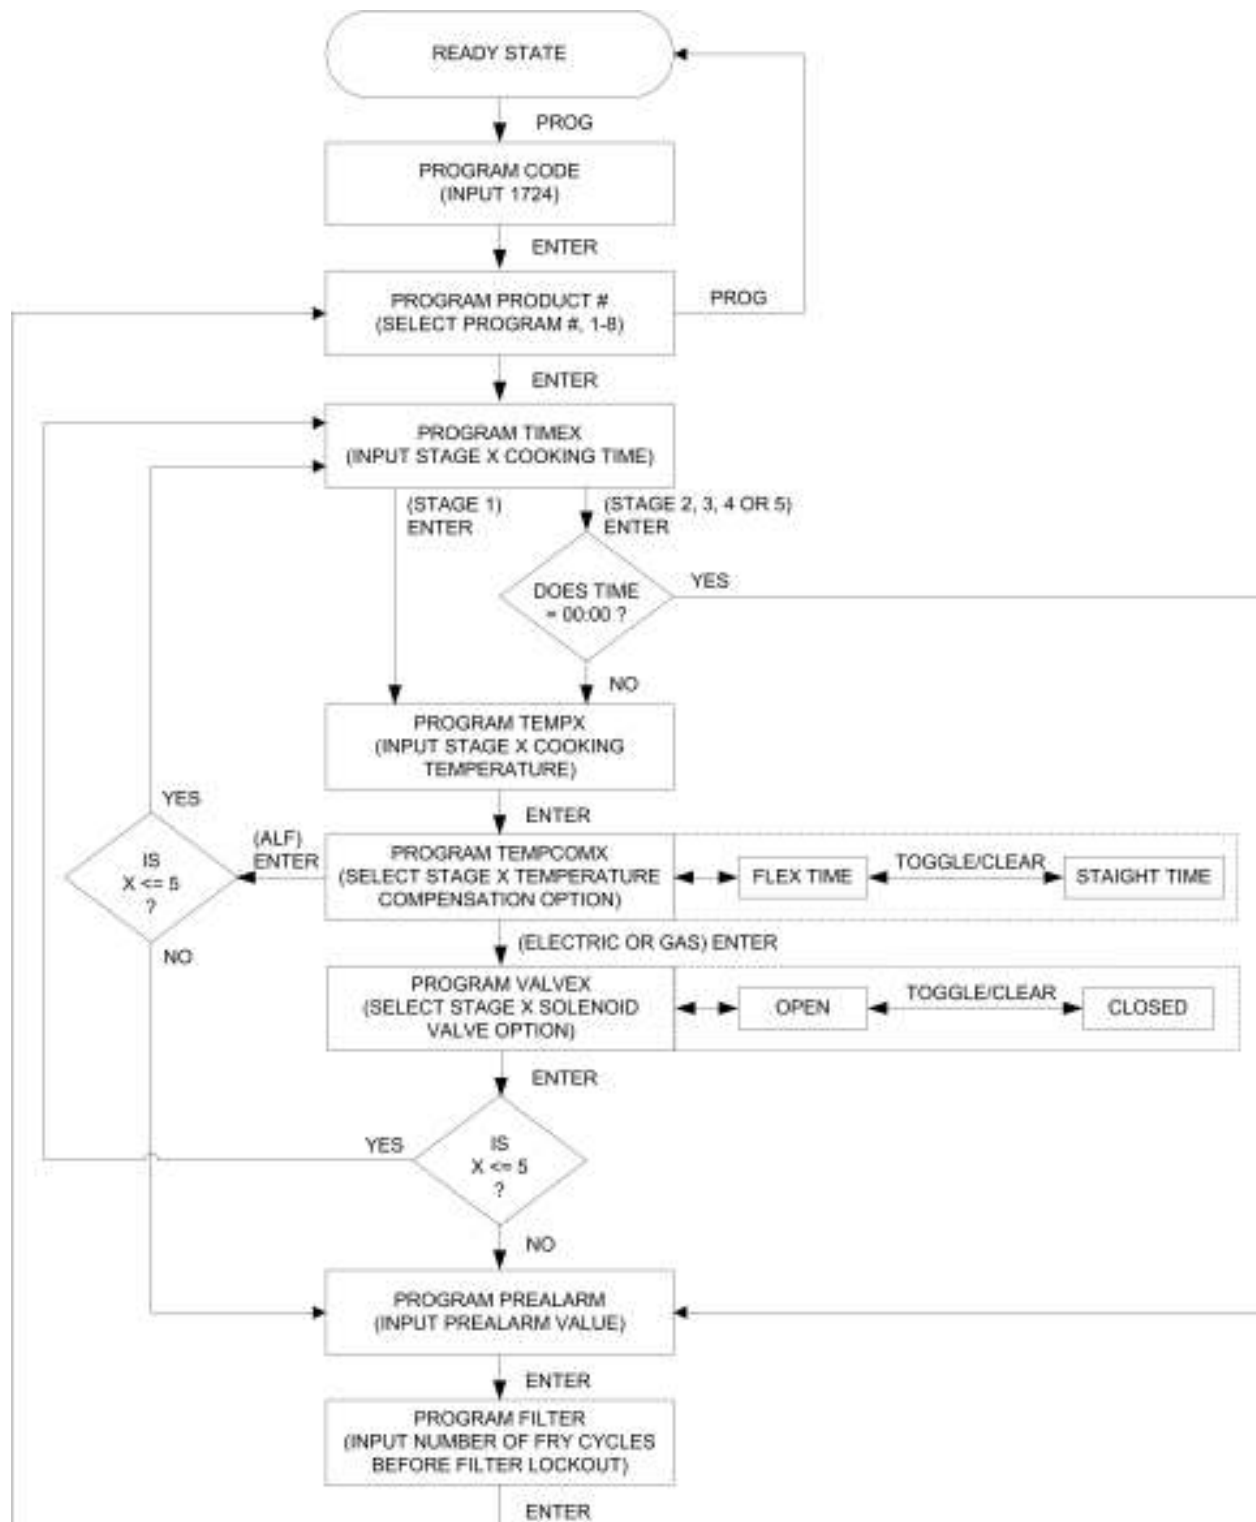 READY STATE
PROG
PROGRAM CODE
(INPUT 1724)
ENTER
PROGRAM PRODUCT #
(SELECT PROGRAM #, 1-8)
PROG
ENTER
PROGRAM TIMEX
(INPUT STAGE X COOKING TIME)
(STAGE 1)
ENTER
(STAGE 2, 3, 4 OR 5)
ENTER
DOES TIME
= 00:00 ?
YES
NO
PROGRAM TEMPX
(INPUT STAGE X COOKING
TEMPERATURE)
ENTER
YES
IS
X <= 5
?
NO
(ALF)
ENTER
PROGRAM TEMPCOMX
(SELECT STAGE X TEMPERATURE
COMPENSATION OPTION)
FLEX TIME
TOGGLE/CLEAR
STAIGHT TIME
(ELECTRIC OR GAS) ENTER
PROGRAM VALVEX
(SELECT STAGE X SOLENOID
VALVE OPTION)
OPEN
TOGGLE/CLEAR
CLOSED
ENTER
YES
IS
X <= 5
?
NO
PROGRAM PREALARM
(INPUT PREALARM VALUE)
ENTER
PROGRAM FILTER
(INPUT NUMBER OF FRY CYCLES
BEFORE FILTER LOCKOUT)
ENTER